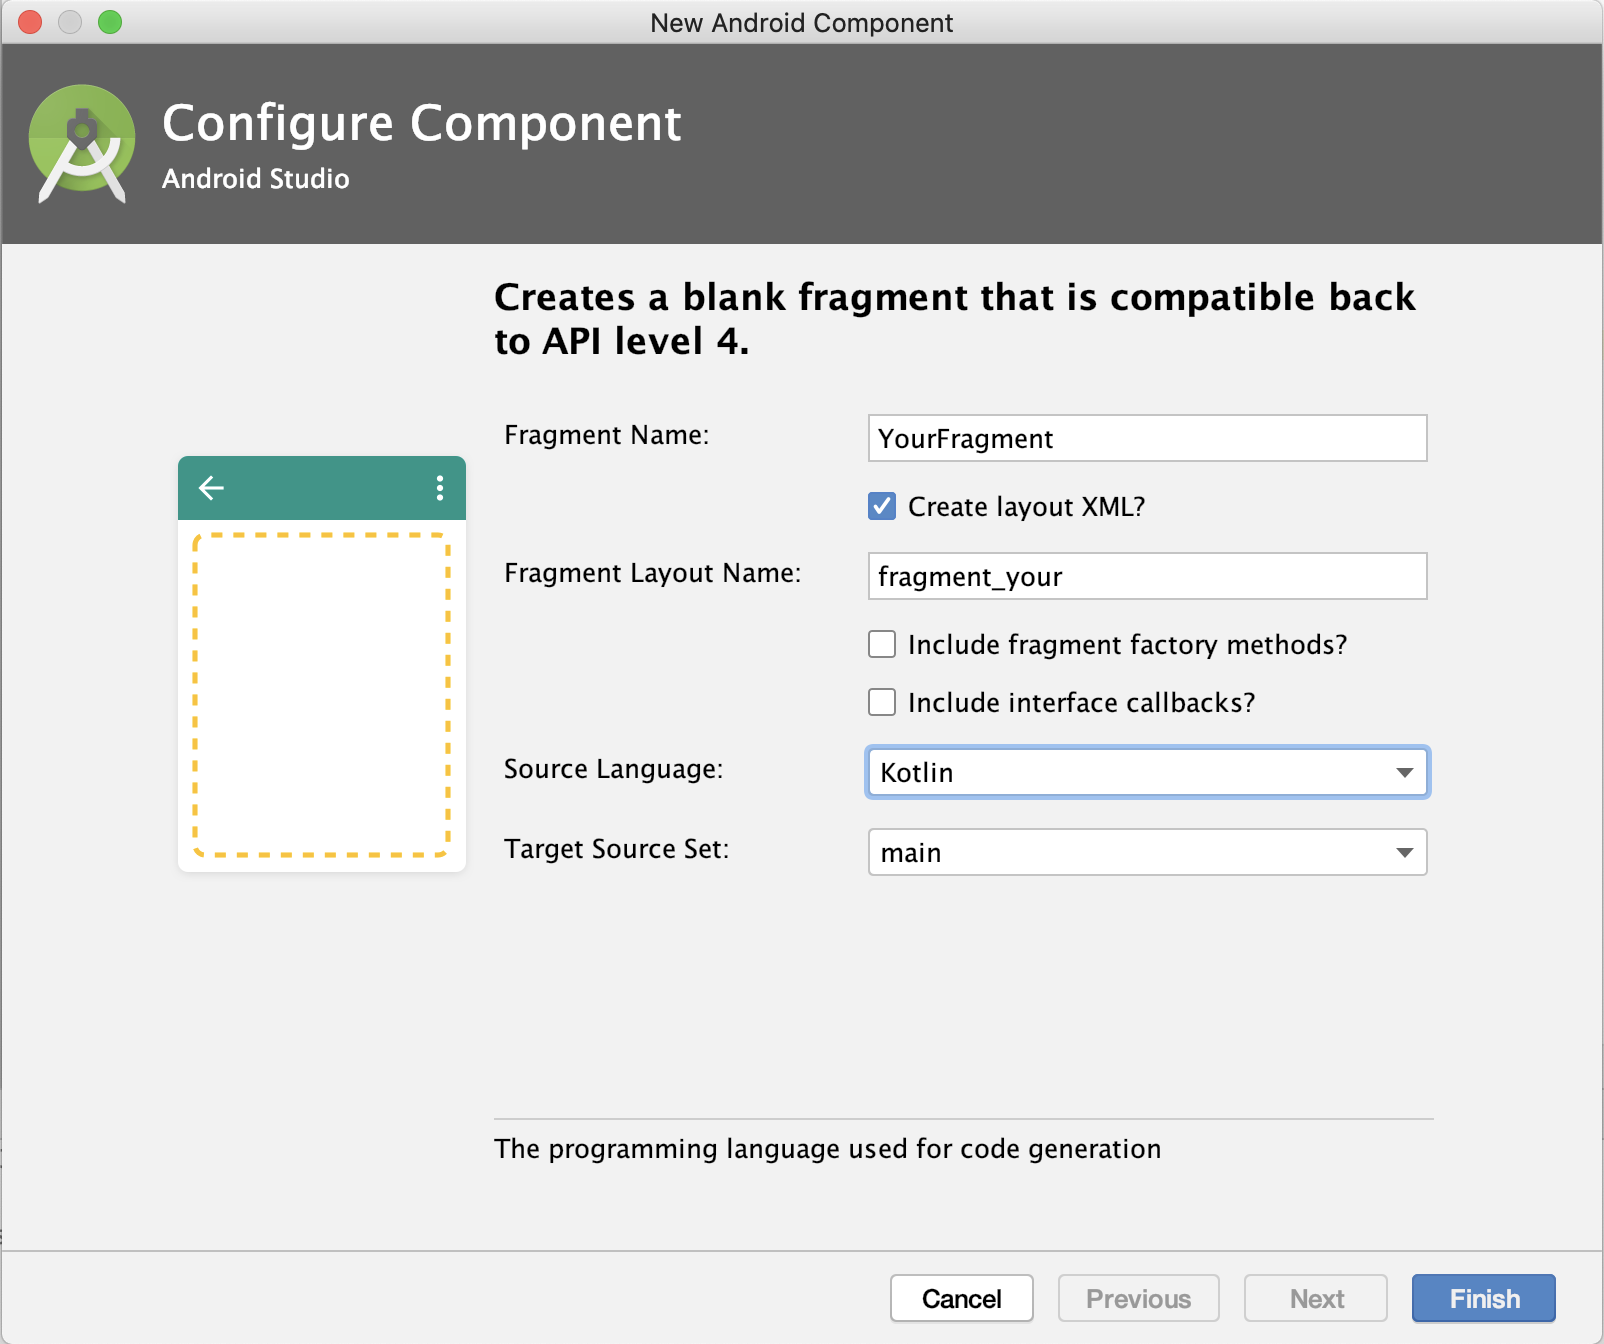 New Android Component
Configure Component
Android Studio
Creates a blank fragment that is compatible back
to API level 4.
Fragment Name:
YourFragment
Create layout XML?
Fragment Layout Name:
fragment_your
Include fragment factory methods?
Include interface callbacks?
Source Language:
Kotlin
Target Source Set:
main
The programming language used for code generation
Cancel
Previous
Next
Finish